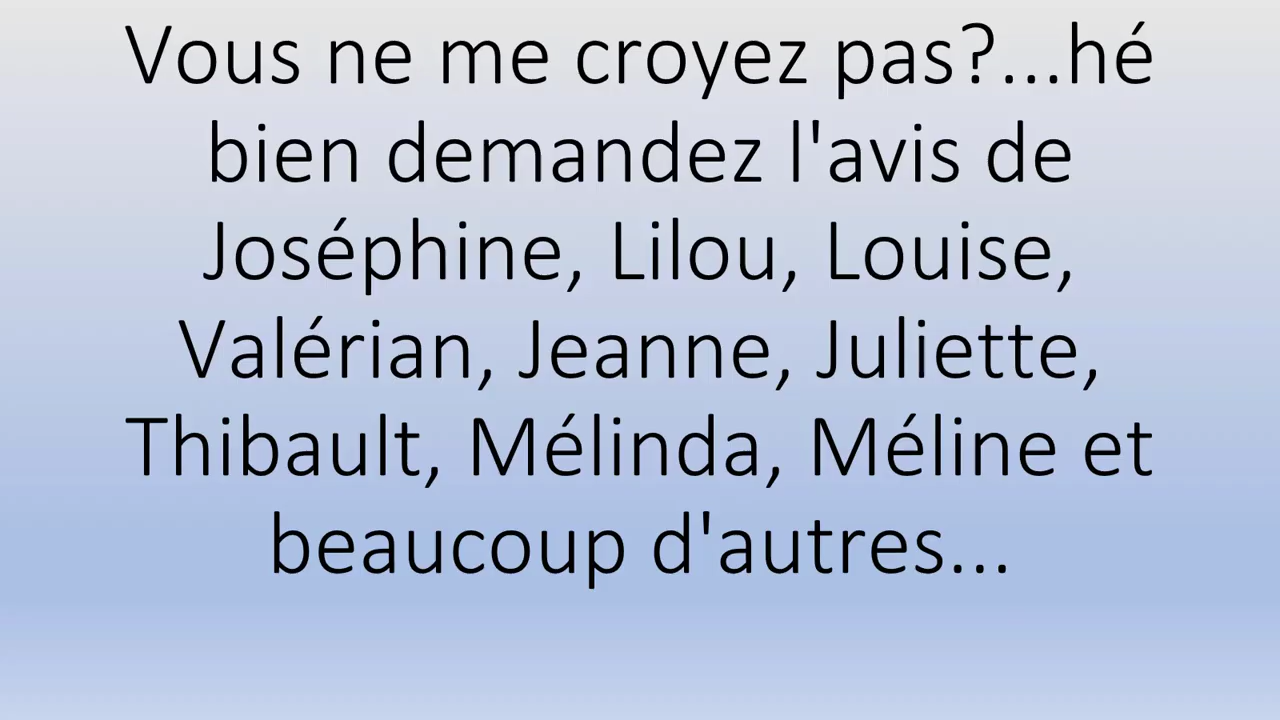 Vous ne me croyez pas?...hé
bien demandez l'avis de
Joséphine, Lilou, Louise,
Valérian, Jeanne, Juliette,
Thibault, Mélinda, Méline et
beaucoup d'autres...